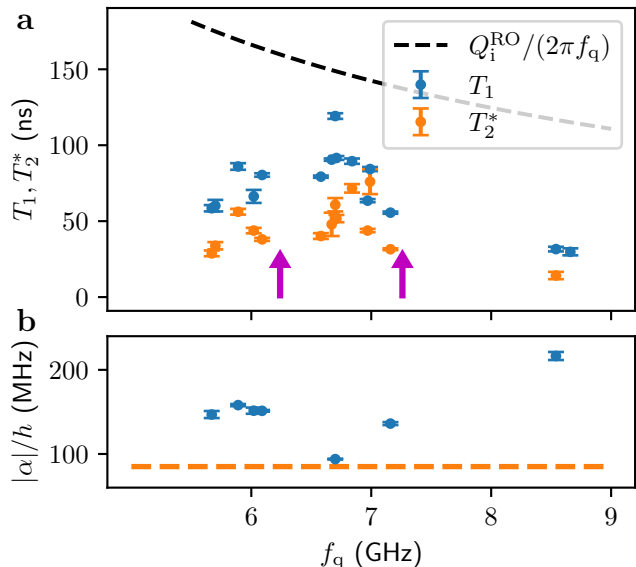 a
Q_i^RO/(2πf_q)
T_1
T_2^*
150
100
50
0
T_1, T_2^* (ns)
b
200
100
|α|/h (MHz)
6 7 8 9
f_q (GHz)